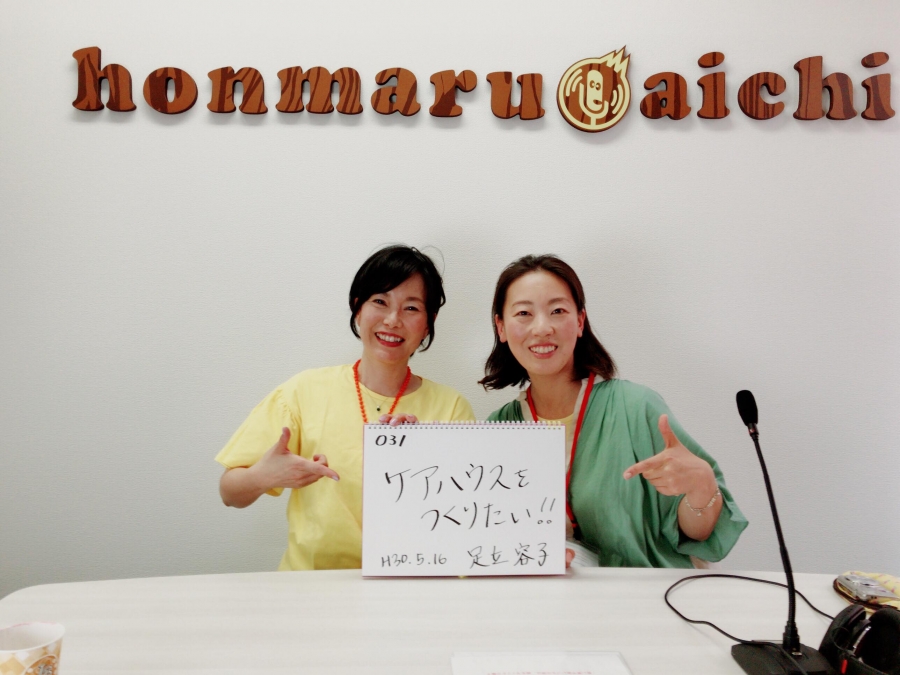 honmaru aichi
031
ケアハウスを
つくりたい!!
H30.5.16 足立容子